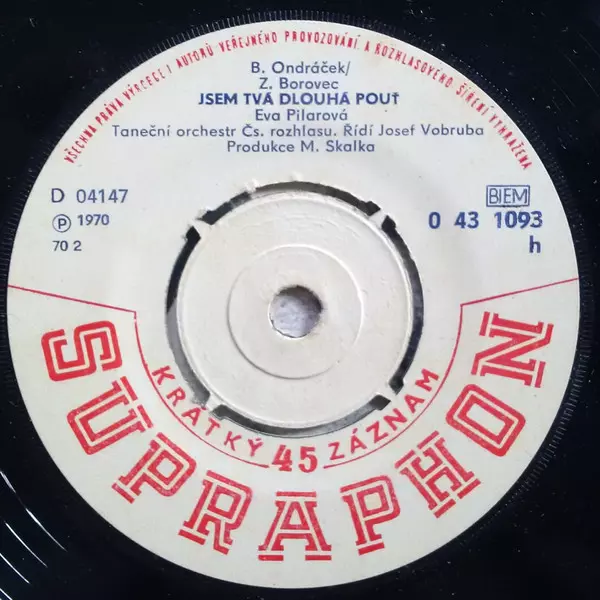 VŠECHNA PRÁVA VÝROBCE I AUTORŮ VEŘEJNÉHO PROVOZOVÁNÍ A ROZHLASOVÉHO ŠÍŘENÍ VYHRAŽENA
B. Ondráček/
Z. Borovec
JSEM TVÁ DLOUHÁ POUŤ
Eva Pilarová
Taneční orchestr Čs. rozhlasu. Řídí Josef Vobruba
Produkce M. Skalka
D 04147
BIEM
Ⓟ 1970
0 43 1093
70 2
h
KRÁTKÝ 45 ZÁZNAM
SUPRAPHON